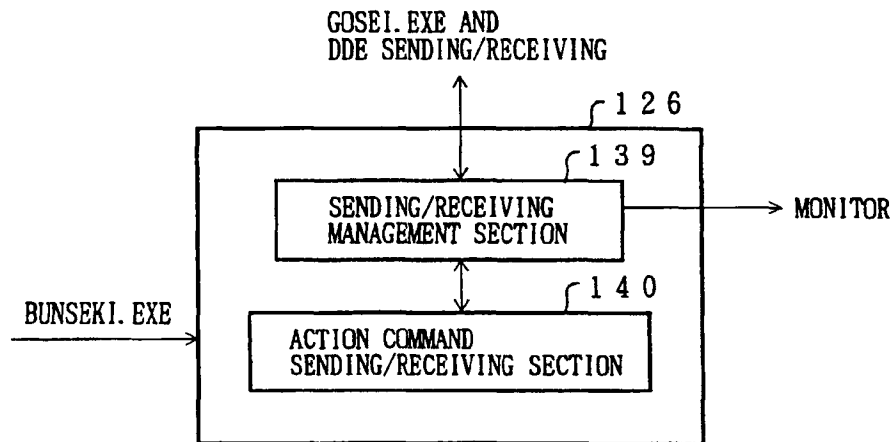 GOSEI.EXE AND
DDE SENDING/RECEIVING
126
139
SENDING/RECEIVING
MANAGEMENT SECTION
MONITOR
140
BUNSEKI.EXE
ACTION COMMAND
SENDING/RECEIVING SECTION